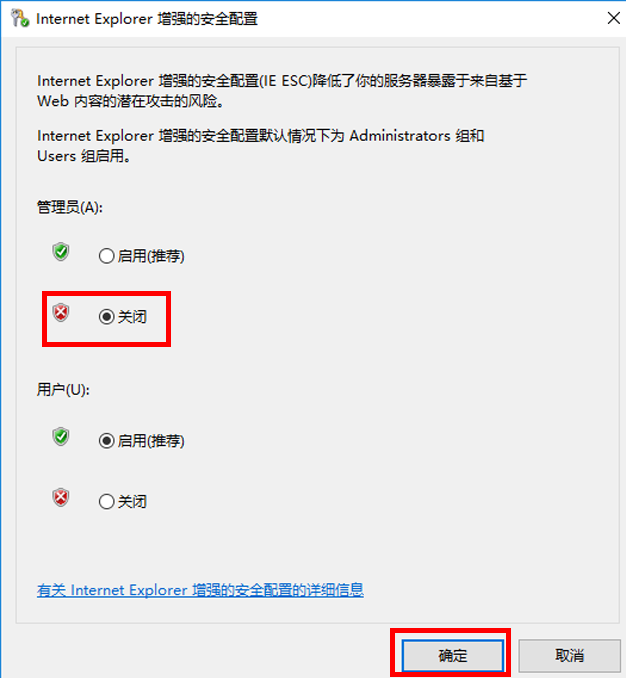 Internet Explorer 增强的安全配置
Internet Explorer 增强的安全配置(IE ESC)降低了你的服务器暴露于来自基于
Web 内容的潜在攻击的风险。
Internet Explorer 增强的安全配置默认情况下为 Administrators 组和
Users 组启用。
管理员(A):
启用(推荐)
关闭
用户(U):
启用(推荐)
关闭
有关 Internet Explorer 增强的安全配置的详细信息
确定 取消